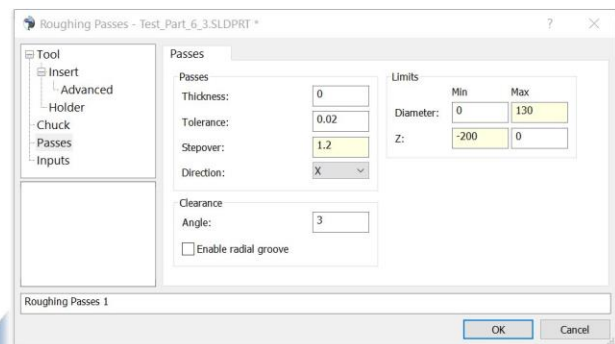 Roughing Passes - Test_Part_6_3.SLDPRT * ?
Tool
Insert
Advanced
Holder
Chuck
Passes
Inputs
Passes
Passes
Thickness: 0
Tolerance: 0.02
Stepover: 1.2
Direction: X
Clearance
Angle: 3
Enable radial groove
Limits
Min Max
Diameter: 0 130
Z: -200 0
Roughing Passes 1
OK Cancel